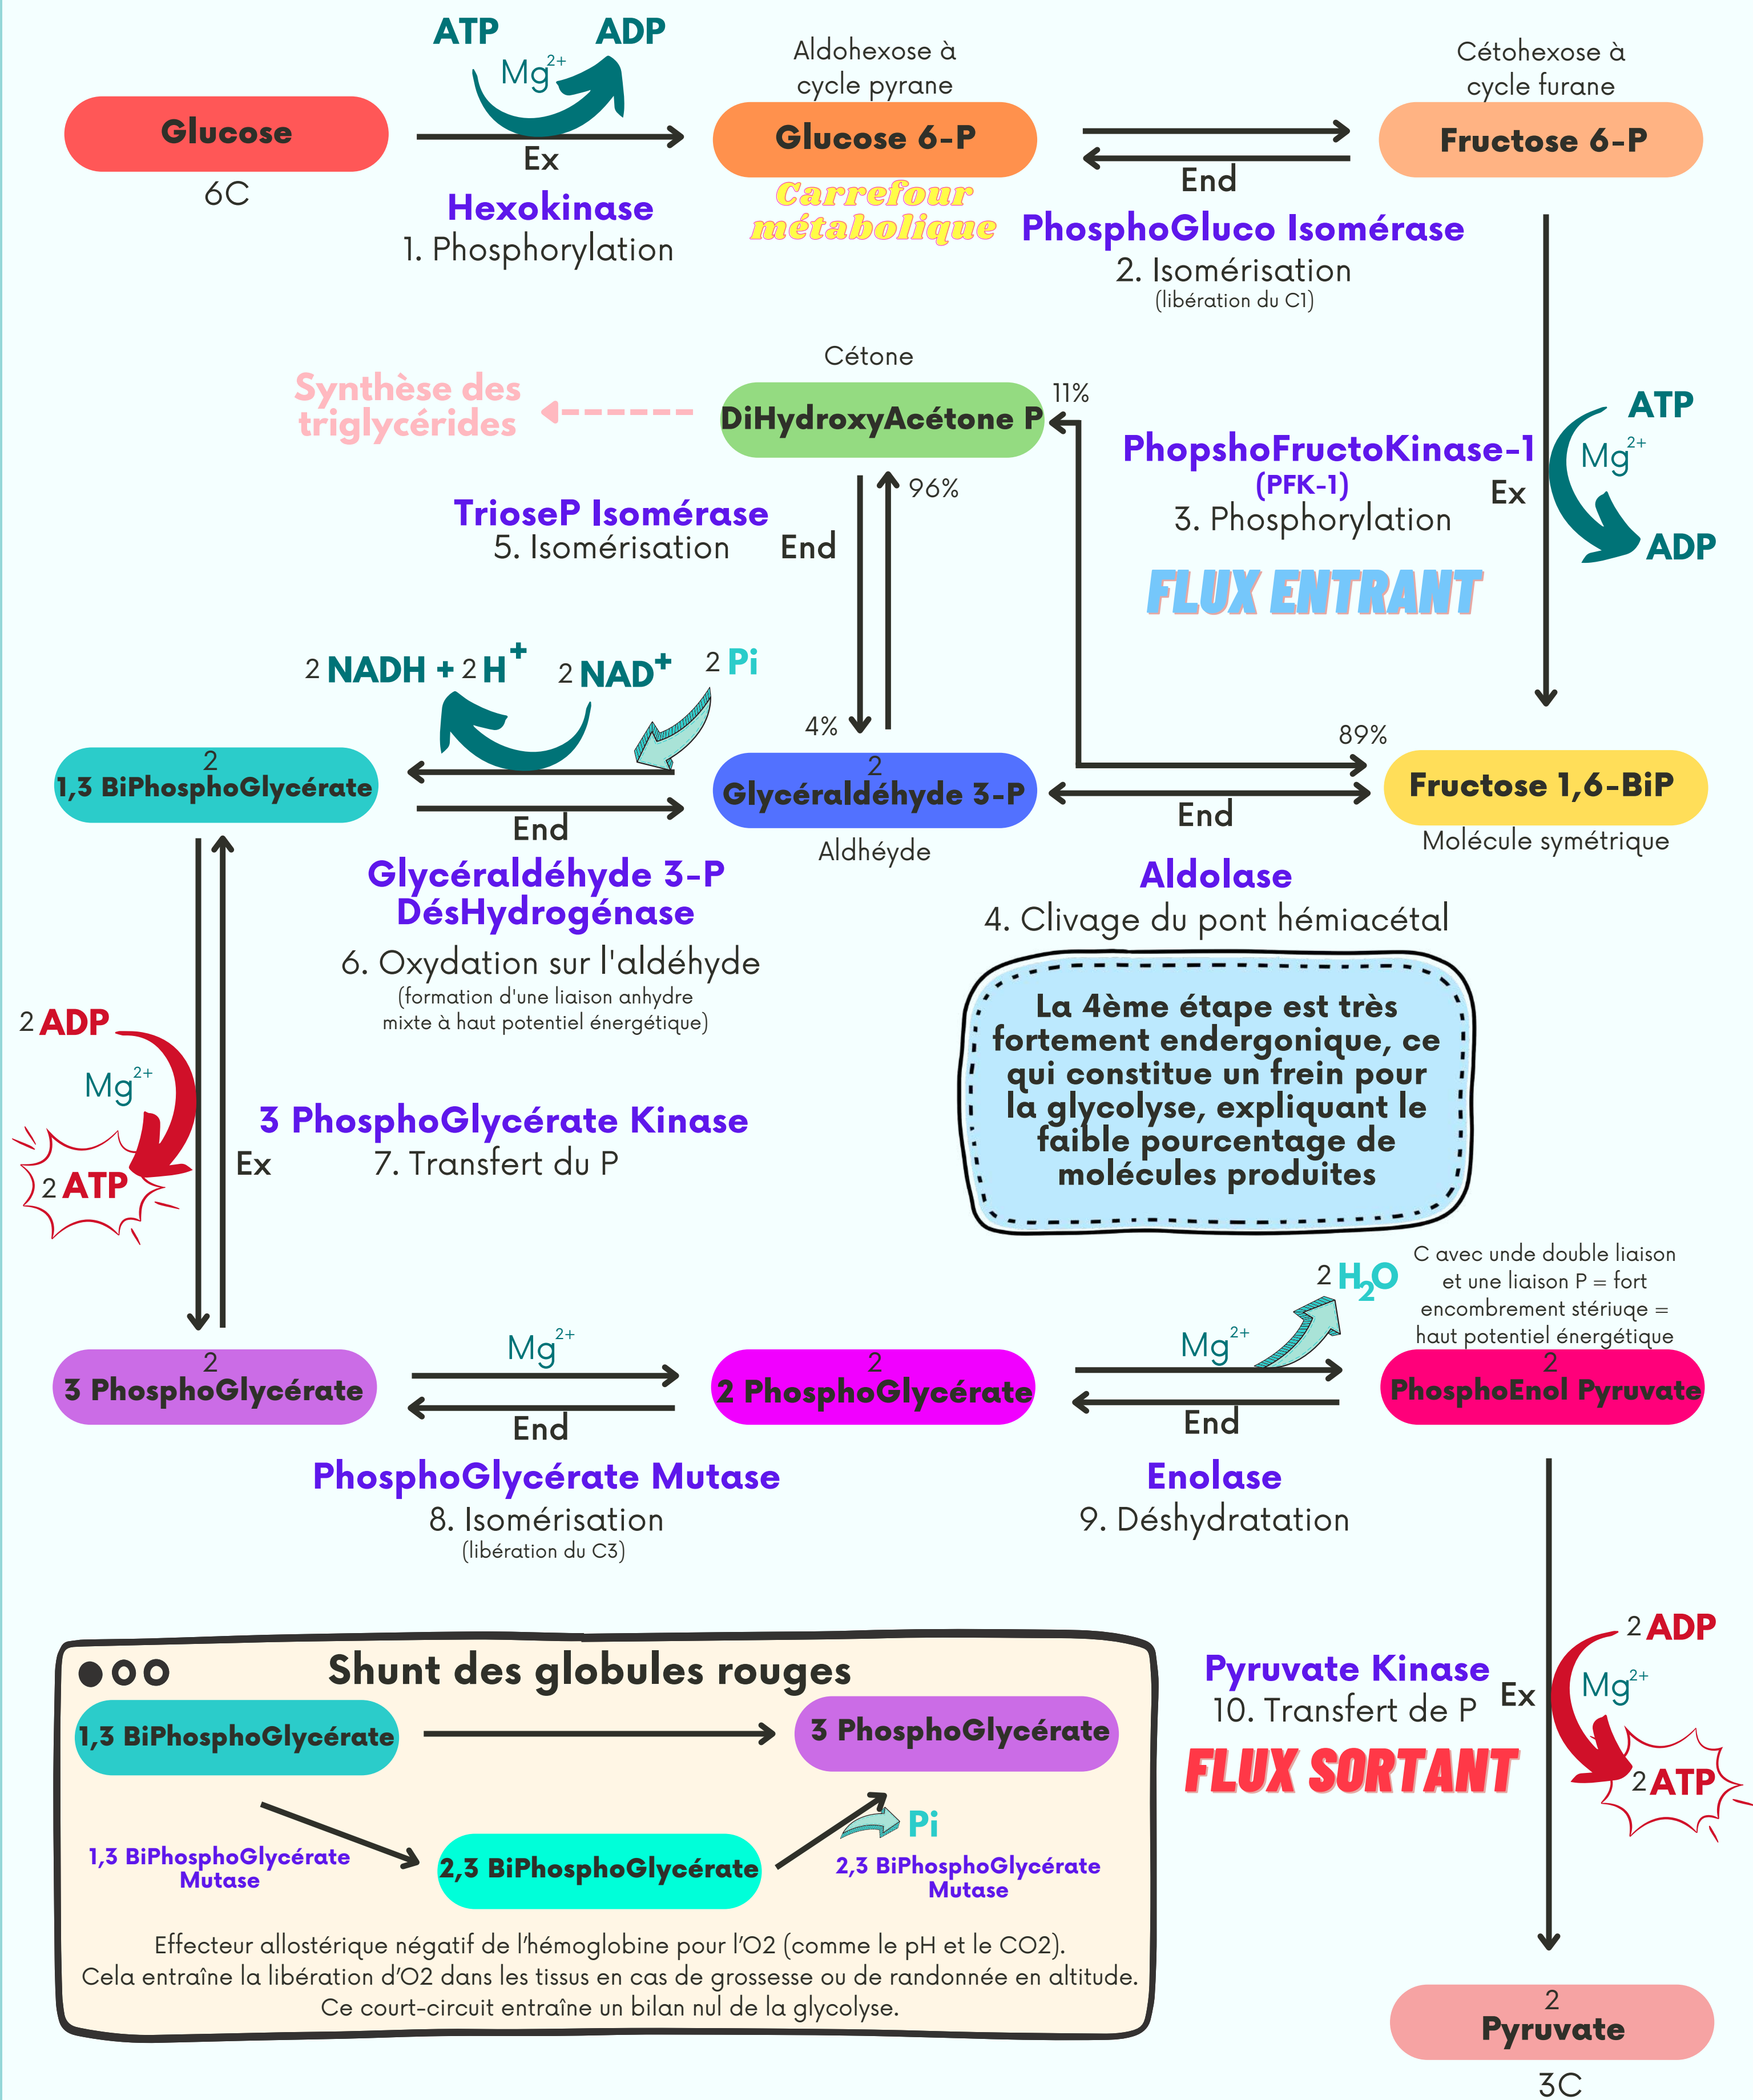 ATP
ADP
Mg2+
Glucose
6C
Ex
Hexokinase
1. Phosphorylation
Aldohexose à
cycle pyrane
Glucose 6-P
Carrefour
métabolique
End
PhosphoGluco Isomérase
2. Isomérisation
(libération du C1)
Cétohexose à
cycle furane
Fructose 6-P
Synthèse des
triglycérides
Cétone
DiHydroxyAcétone P
11%
96%
TrioseP Isomérase
5. Isomérisation
End
4%
PhopshoFructoKinase-1
(PFK-1)
3. Phosphorylation
Ex
ATP
Mg2+
ADP
FLUX ENTRANT
2 NADH + 2 H+
2 NAD+
2 Pi
2
1,3 BiPhosphoGlycérate
End
2
Glycéraldéhyde 3-P
Aldhéyde
89%
End
Fructose 1,6-BiP
Molécule symétrique
Glycéraldéhyde 3-P
DésHydrogénase
6. Oxydation sur l'aldéhyde
(formation d'une liaison anhydre
mixte à haut potentiel énergétique)
Aldolase
4. Clivage du pont hémiacétal
La 4ème étape est très
fortement endergonique, ce
qui constitue un frein pour
la glycolyse, expliquant le
faible pourcentage de
molécules produites
2 ADP
Mg2+
2 ATP
Ex
3 PhosphoGlycérate Kinase
7. Transfert du P
2
3 PhosphoGlycérate
Mg2+
End
PhosphoGlycérate Mutase
8. Isomérisation
(libération du C3)
2
2 PhosphoGlycérate
Mg2+
2 H2O
End
Enolase
9. Déshydratation
C avec unde double liaison
et une liaison P = fort
encombrement stériuqe =
haut potentiel énergétique
2
PhosphoEnol Pyruvate
Pyruvate Kinase
10. Transfert de P
Ex
2 ADP
Mg2+
2 ATP
FLUX SORTANT
2
Pyruvate
3C
Shunt des globules rouges
1,3 BiPhosphoGlycérate
3 PhosphoGlycérate
1,3 BiPhosphoGlycérate
Mutase
2,3 BiPhosphoGlycérate
Pi
2,3 BiPhosphoGlycérate
Mutase
Effecteur allostérique négatif de l'hémoglobine pour l'O2 (comme le pH et le CO2).
Cela entraîne la libération d'O2 dans les tissus en cas de grossesse ou de randonnée en altitude.
Ce court-circuit entraîne un bilan nul de la glycolyse.